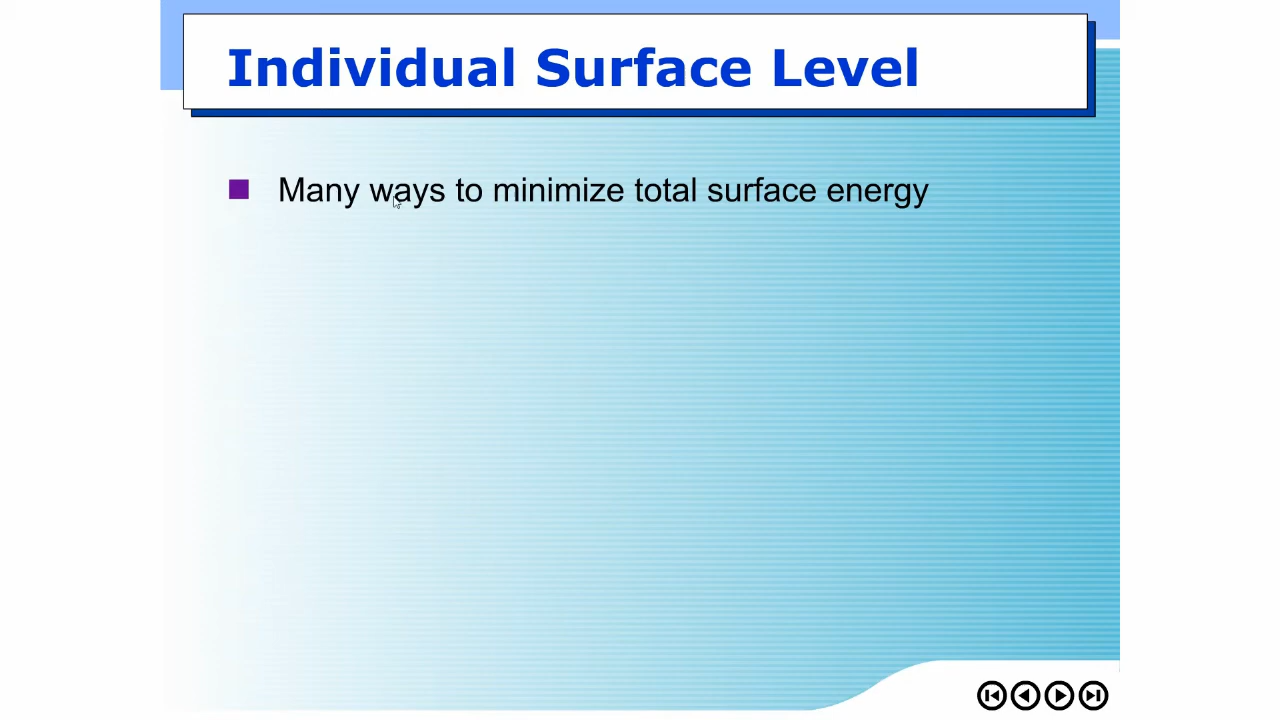 Individual Surface Level
Many ways to minimize total surface energy